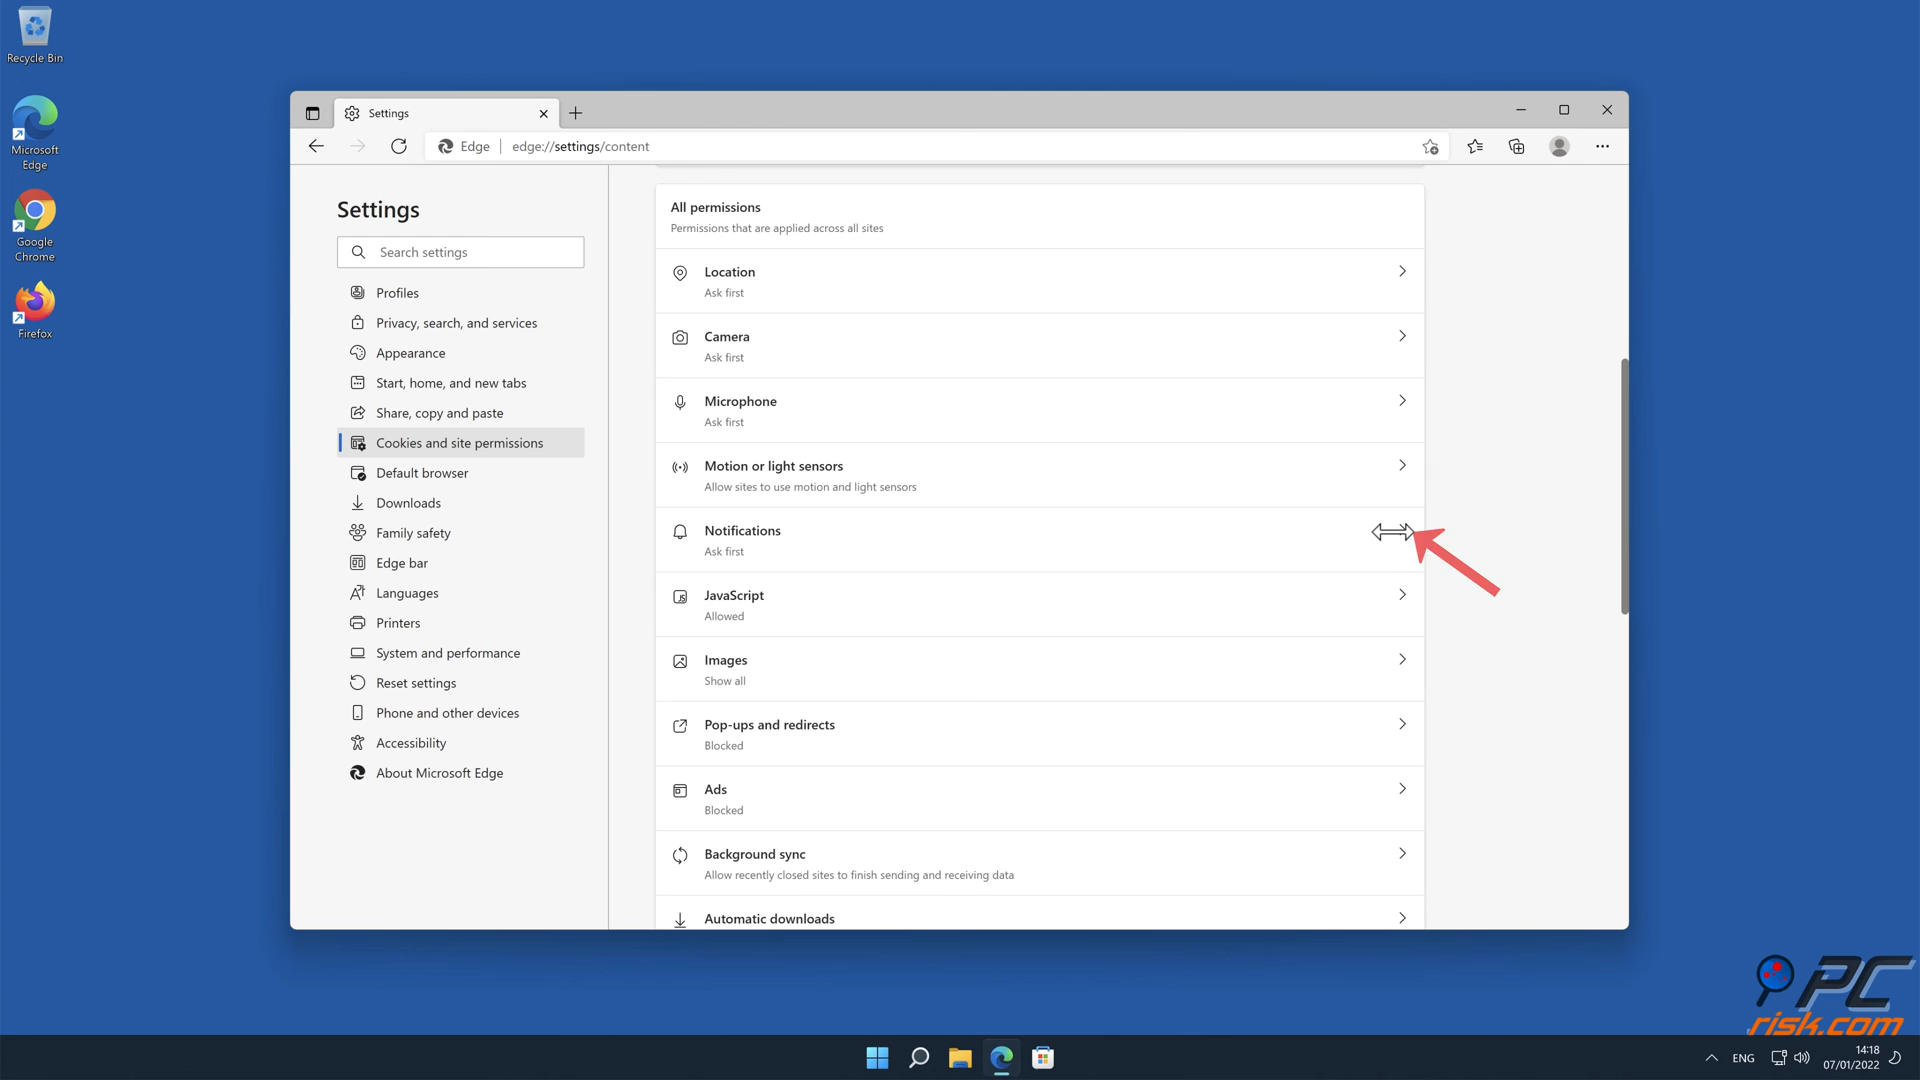 Recycle Bin
Microsoft
Edge
Google
Chrome
Firefox
Settings
Edge
edge://settings/content
Settings
Search settings
Profiles
Privacy, search, and services
Appearance
Start, home, and new tabs
Share, copy and paste
Cookies and site permissions
Default browser
Downloads
Family safety
Edge bar
Languages
Printers
System and performance
Reset settings
Phone and other devices
Accessibility
About Microsoft Edge
All permissions
Permissions that are applied across all sites
Location
Ask first
Camera
Ask first
Microphone
Ask first
Motion or light sensors
Allow sites to use motion and light sensors
Notifications
Ask first
JavaScript
Allowed
Images
Show all
Pop-ups and redirects
Blocked
Ads
Blocked
Background sync
Allow recently closed sites to finish sending and receiving data
Automatic downloads
PC
risk.com
ENG
14:18
07/01/2022